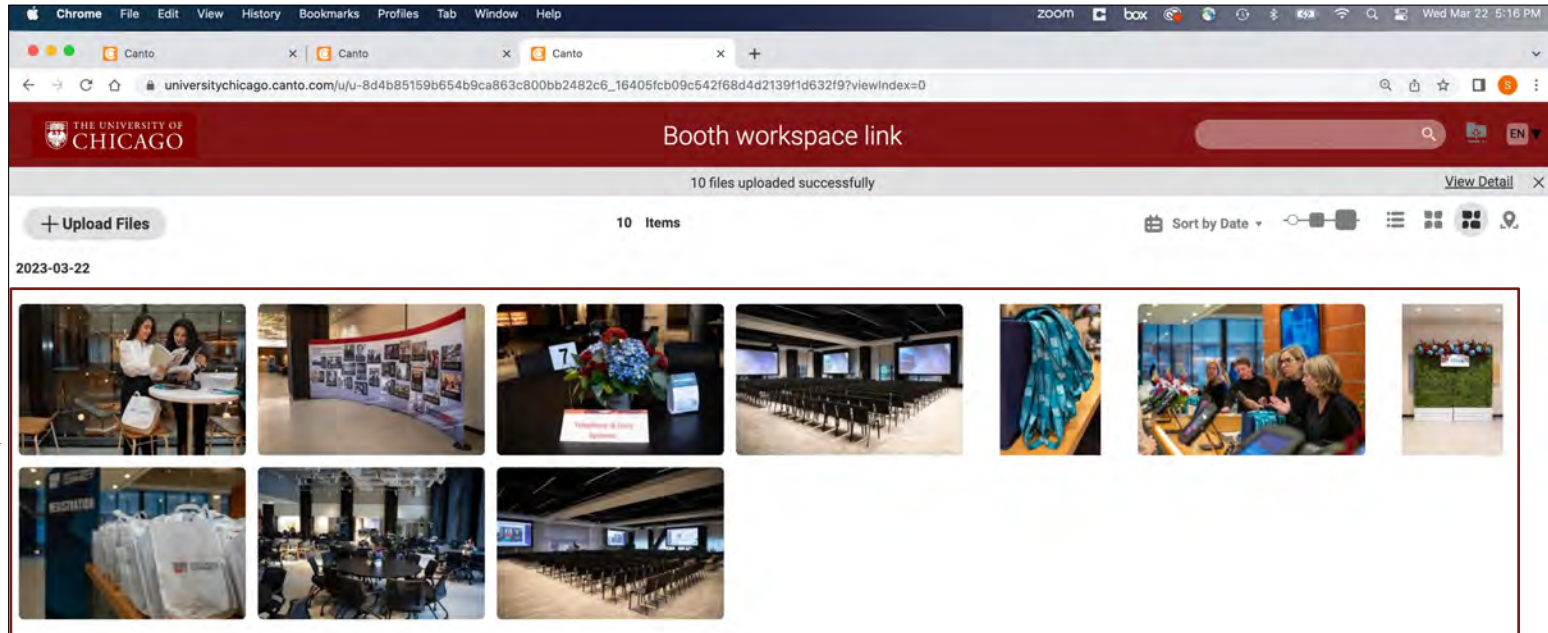 Chrome File Edit View History Bookmarks Profiles Tab Window Help zoom box Wed Mar 22 5:16 PM
Canto Canto Canto
universitychicago.canto.com/u/u-8d4b85159b654b9ca863c800bb2482c6_16405fcb09c542f68d4d2139f1d632f9?viewIndex=0 S
THE UNIVERSITY OF
CHICAGO
Booth workspace link
EN
10 files uploaded successfully View Detail
+ Upload Files 10 Items Sort by Date
2023-03-22
7
Systems
REGISTRATION